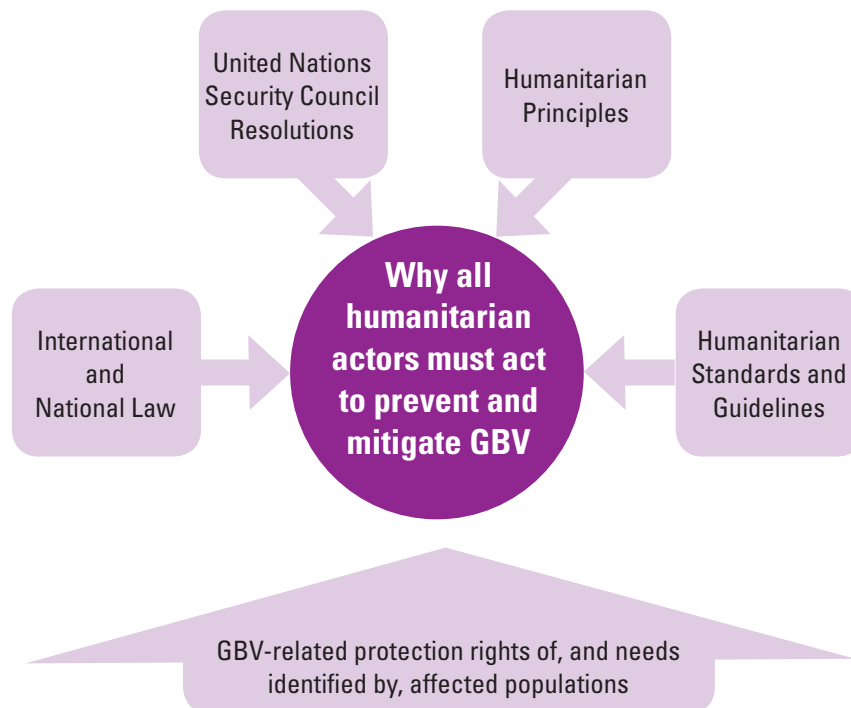 United Nations
Security Council
Resolutions
Humanitarian
Principles
International
and
National Law
Why all
humanitarian
actors must act
to prevent and
mitigate GBV
Humanitarian
Standards and
Guidelines
GBV-related protection rights of, and needs
identified by, affected populations